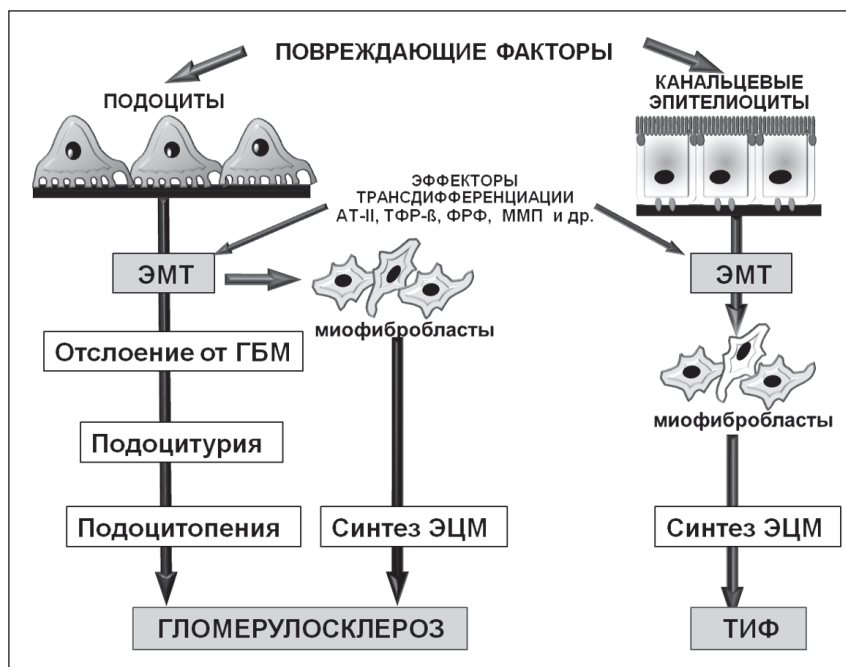 ПОВРЕЖДАЮЩИЕ ФАКТОРЫ
ПОДОЦИТЫ
КАНАЛЬЦЕВЫЕ
ЭПИТЕЛИОЦИТЫ
ЭФФЕКТОРЫ
ТРАНСДИФФЕРЕНЦИАЦИИ
АТ-II, ТФР-ß, ФРФ, ММП и др.
ЭМТ
ЭМТ
миофибробласты
Отслоение от ГБМ
миофибробласты
Подоцитурия
Подоцитопения
Синтез ЭЦМ
Синтез ЭЦМ
ГЛОМЕРУЛОСКЛЕРОЗ
ТИФ